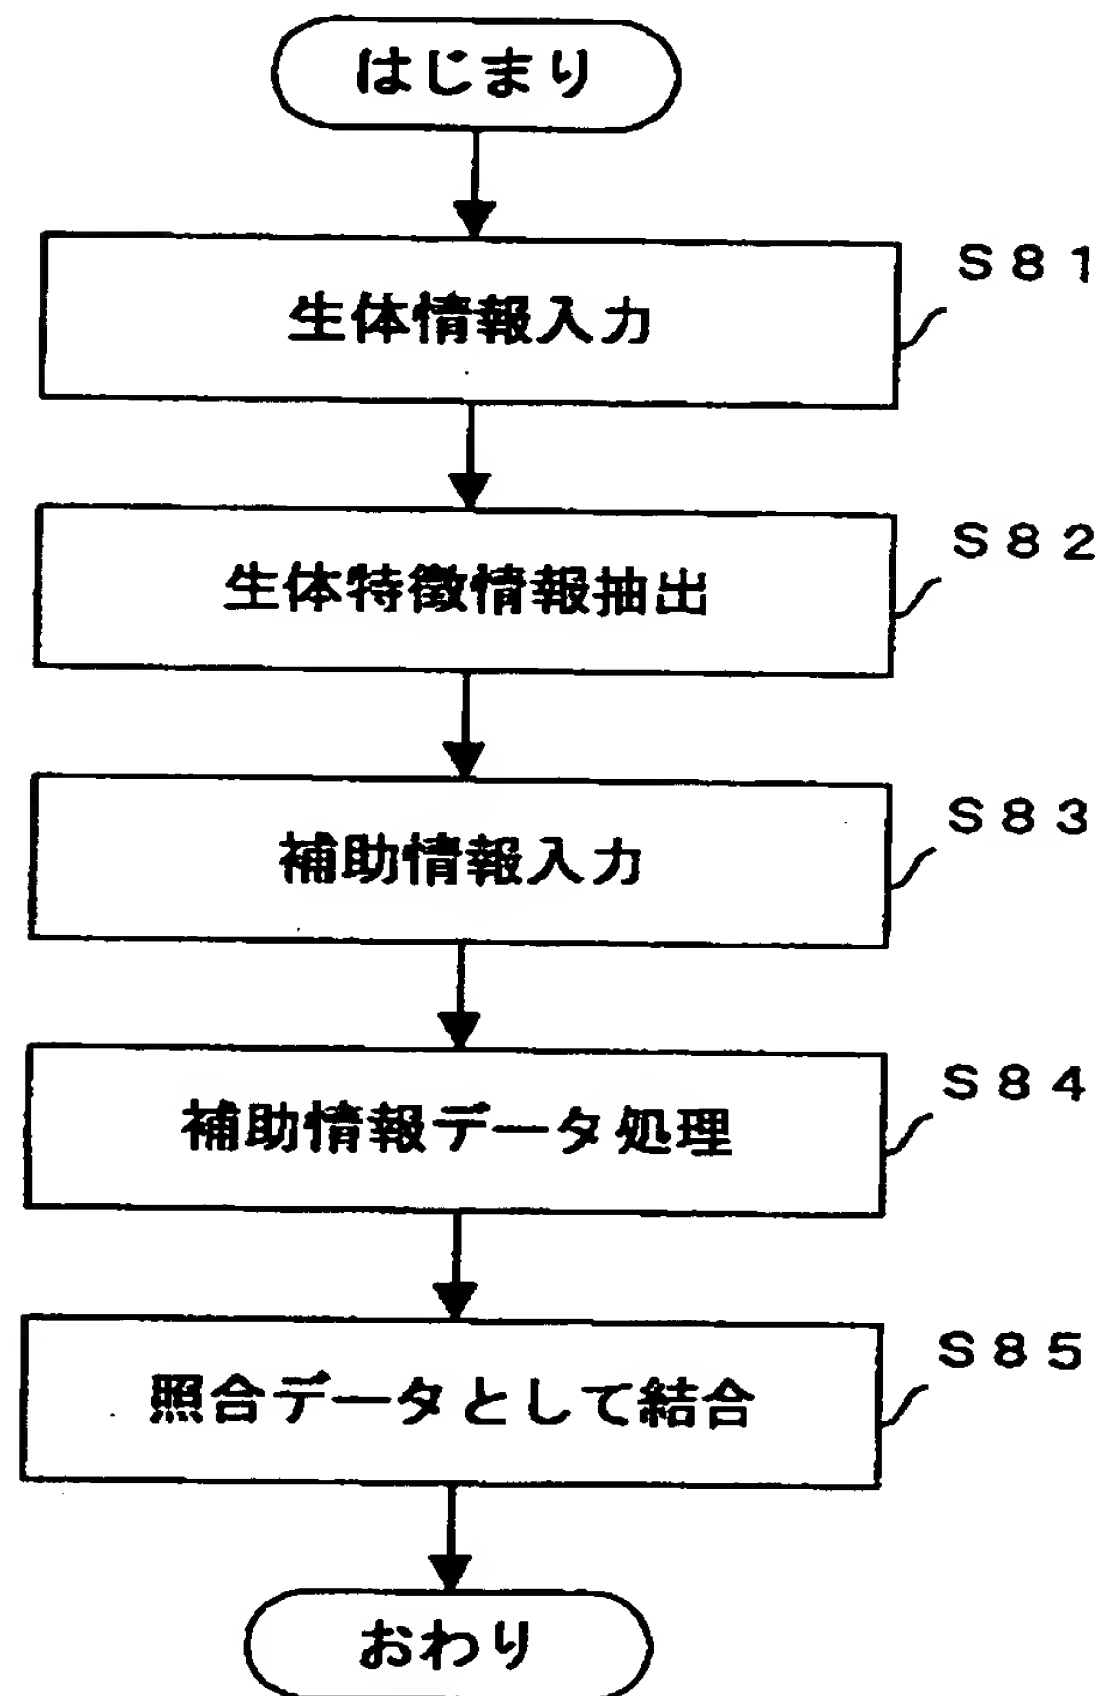 はじまり
S81
生体情報入力
S82
生体特徴情報抽出
S83
補助情報入力
S84
補助情報データ処理
S85
照合データとして結合
おわり